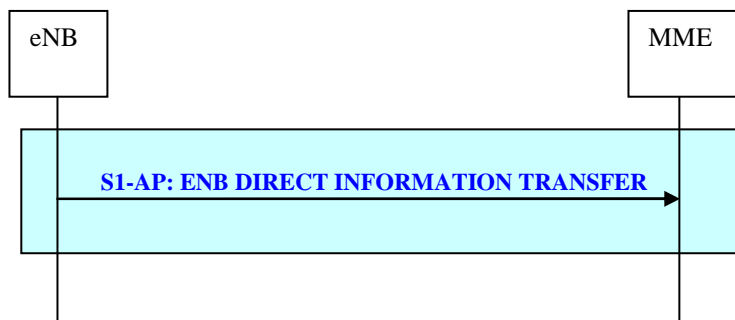 eNB
MME
S1-AP: ENB DIRECT INFORMATION TRANSFER